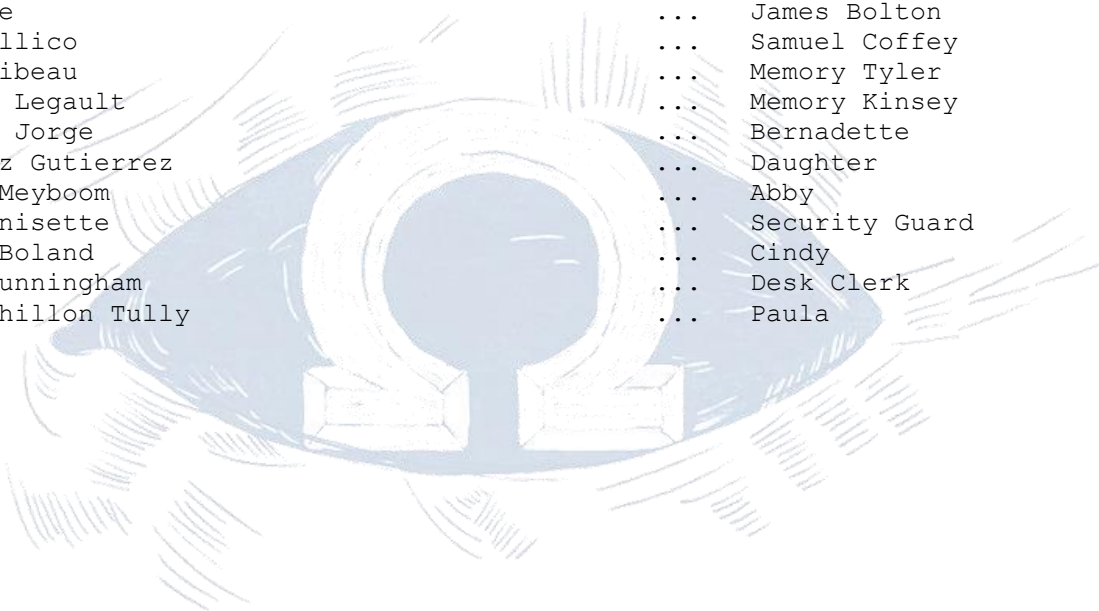 e ... James Bolton
llico ... Samuel Coffey
ibeau ... Memory Tyler
Legault ... Memory Kinsey
Jorge ... Bernadette
z Gutierrez ... Daughter
Meyboom ... Abby
nisette ... Security Guard
Boland ... Cindy
unningham ... Desk Clerk
hillon Tully ... Paula